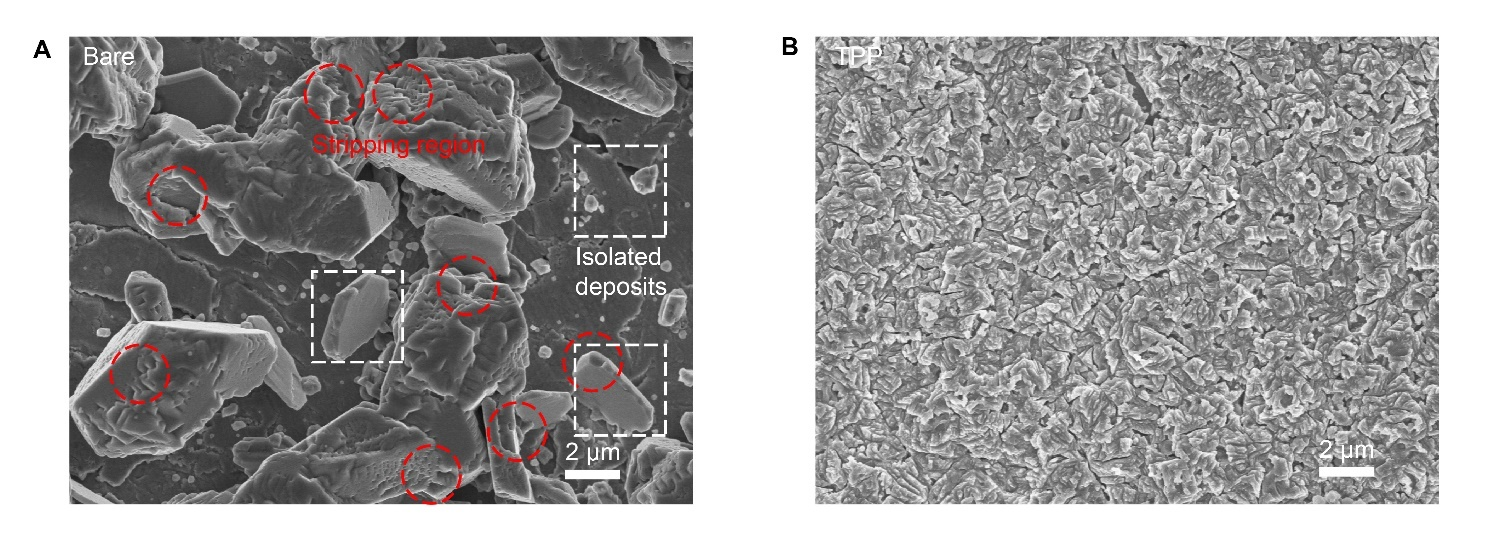 A
Bare
Stripping region
Isolated
deposits
2 µm
B
TPP
2 µm